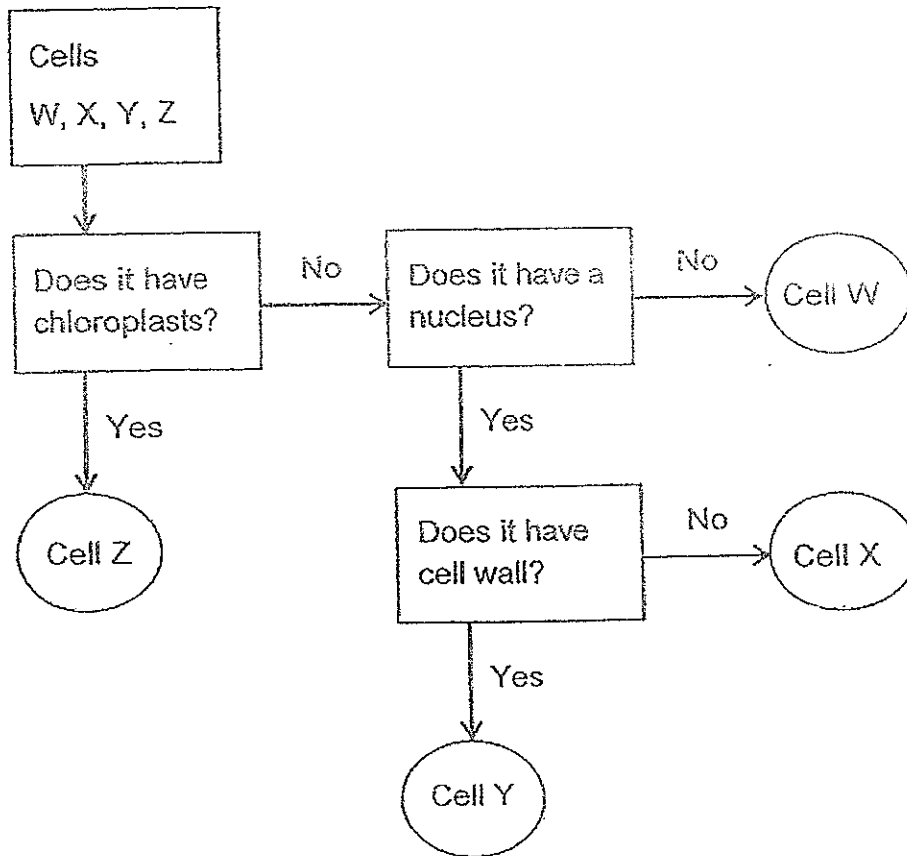 Cells
W, X, Y, Z
Does it have
chloroplasts?
No
Does it have a
nucleus?
No
Cell W
Yes
Yes
Cell Z
Does it have
cell wall?
No
Cell X
Yes
Cell Y